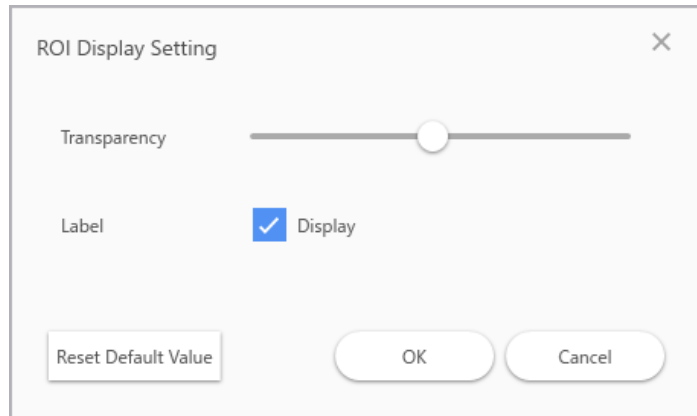 ROI Display Setting
Transparency
Label
Display
Reset Default Value
OK
Cancel